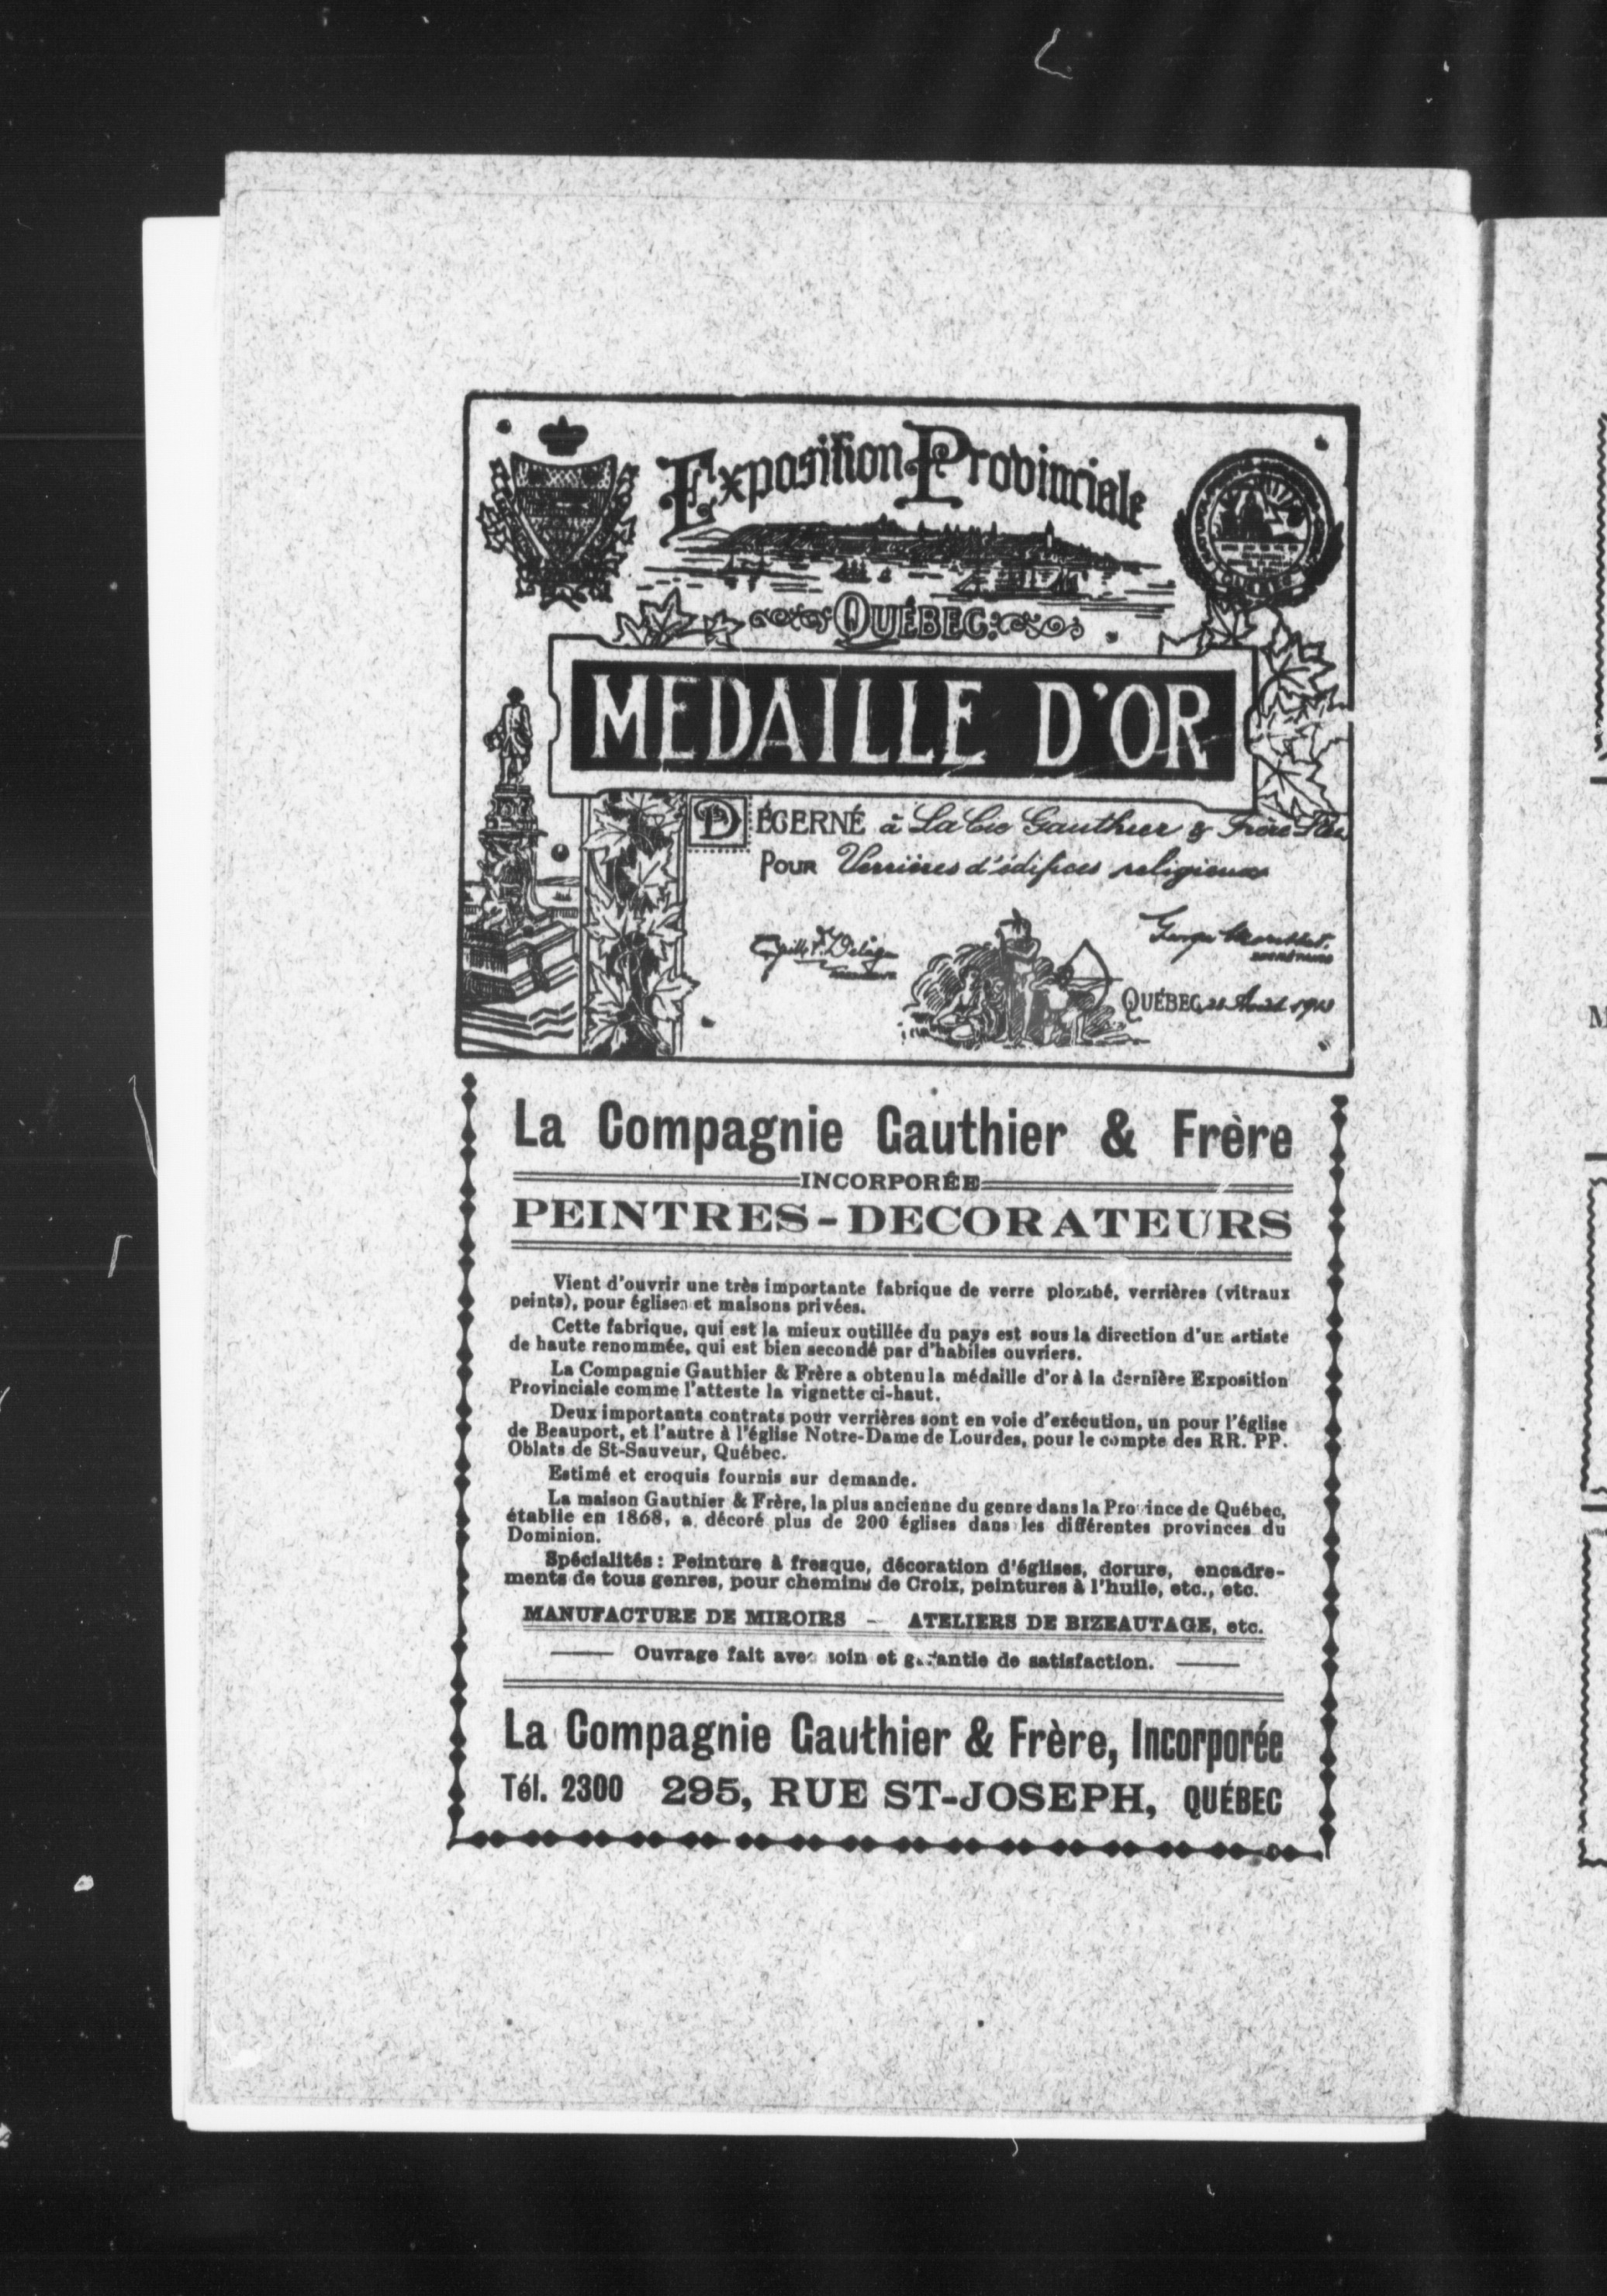 Exposition Provinciale
QUÉBEC
MEDAILLE D'OR
DÉCERNÉ à La Cie Gauthier & Frère
POUR Verrières d'édifices religieux
QUÉBEC Août
La Compagnie Gauthier & Frère
INCORPORÉE
PEINTRES-DECORATEURS
Vient d'ouvrir une très importante fabrique de verre plombé, verrières (vitraux
peints), pour églises et maisons privées.
Cette fabrique, qui est la mieux outillée du pays est sous la direction d'un artiste
de haute renommée, qui est bien secondé par d'habiles ouvriers.
La Compagnie Gauthier & Frère a obtenu la médaille d'or à la dernière Exposition
Provinciale comme l'atteste la vignette ci-haut.
Deux importants contrats pour verrières sont en voie d'exécution, un pour l'église
de Beauport, et l'autre à l'église Notre-Dame de Lourdes, pour le compte des RR. PP.
Oblats de St-Sauveur, Québec.
Estimé et croquis fournis sur demande.
La maison Gauthier & Frère, la plus ancienne du genre dans la Province de Québec,
établie en 1868, a décoré plus de 200 églises dans les différentes provinces du
Dominion.
Spécialités : Peinture à fresque, décoration d'églises, dorure, encadre-
ments de tous genres, pour chemins de Croix, peintures à l'huile, etc., etc.
MANUFACTURE DE MIROIRS - ATELIERS DE BIZEAUTAGE, etc.
Ouvrage fait avec soin et garantie de satisfaction.
La Compagnie Gauthier & Frère, Incorporée
Tél. 2300 295, RUE ST-JOSEPH, QUÉBEC